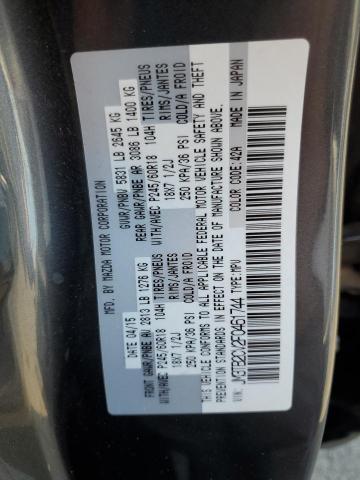 MFD. BY MAZDA MOTOR CORPORATION
DATE 04/15 GVWR/PNBV 5831 LB 2645 KG
FRONT GAWR/PNBE AV 2813 LB 1276 KG REAR GAWR/PNBE AR 3086 LB 1400 KG
WITH/AVEC P245/60R18 104H TIRES/PNEUS WITH/AVEC P245/60R18 104H TIRES/PNEUS
18X7 1/2J RIMS/JANTES 18X7 1/2J RIMS/JANTES
250 KPA/36 PSI COLD/A FROID 250 KPA/36 PSI COLD/A FROID
THIS VEHICLE CONFORMS TO ALL APPLICABLE FEDERAL MOTOR VEHICLE SAFETY AND THEFT
PREVENTION STANDARDS IN EFFECT ON THE DATE OF MANUFACTURE SHOWN ABOVE.
MADE IN JAPAN
VIN: JM3TB2CV2F0461744 TYPE:MPV COLOR CODE:42A